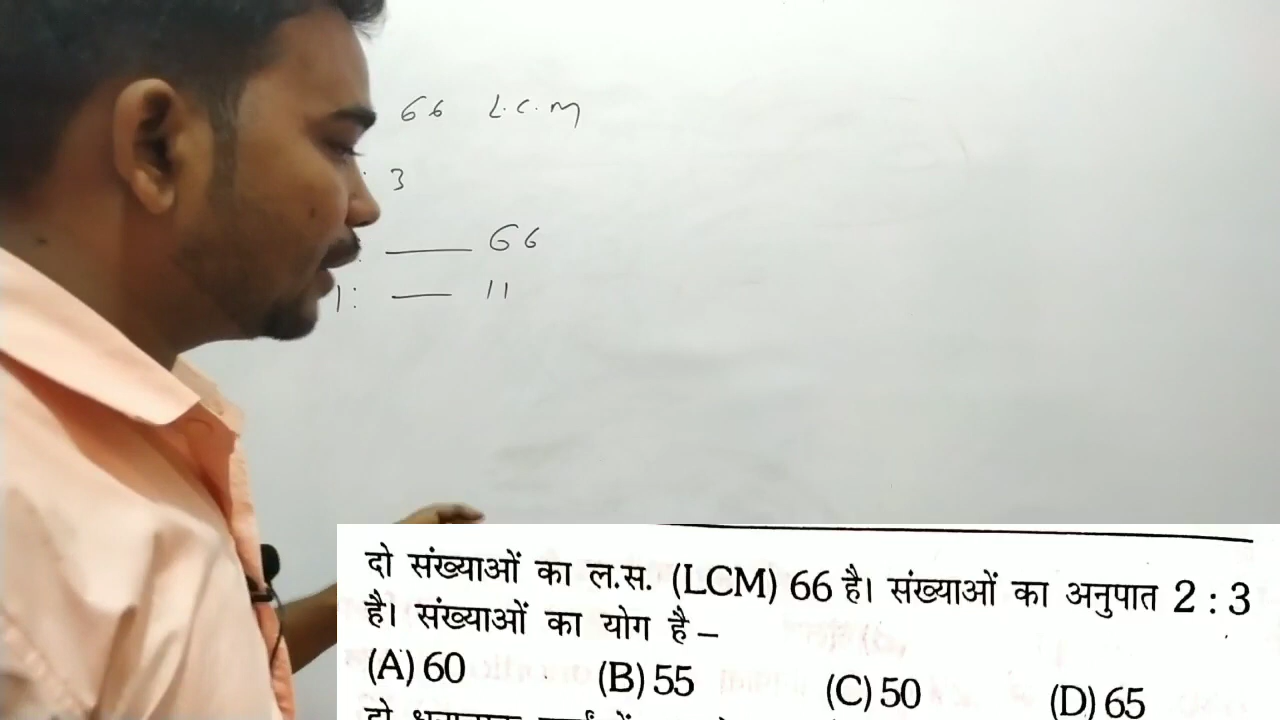 66 L.C.M
: 3
: ―― 66
1: ―― 11
दो संख्याओं का ल.स. (LCM) 66 है। संख्याओं का अनुपात 2 : 3
है। संख्याओं का योग है –
(A) 60 (B) 55 (C) 50 (D) 65